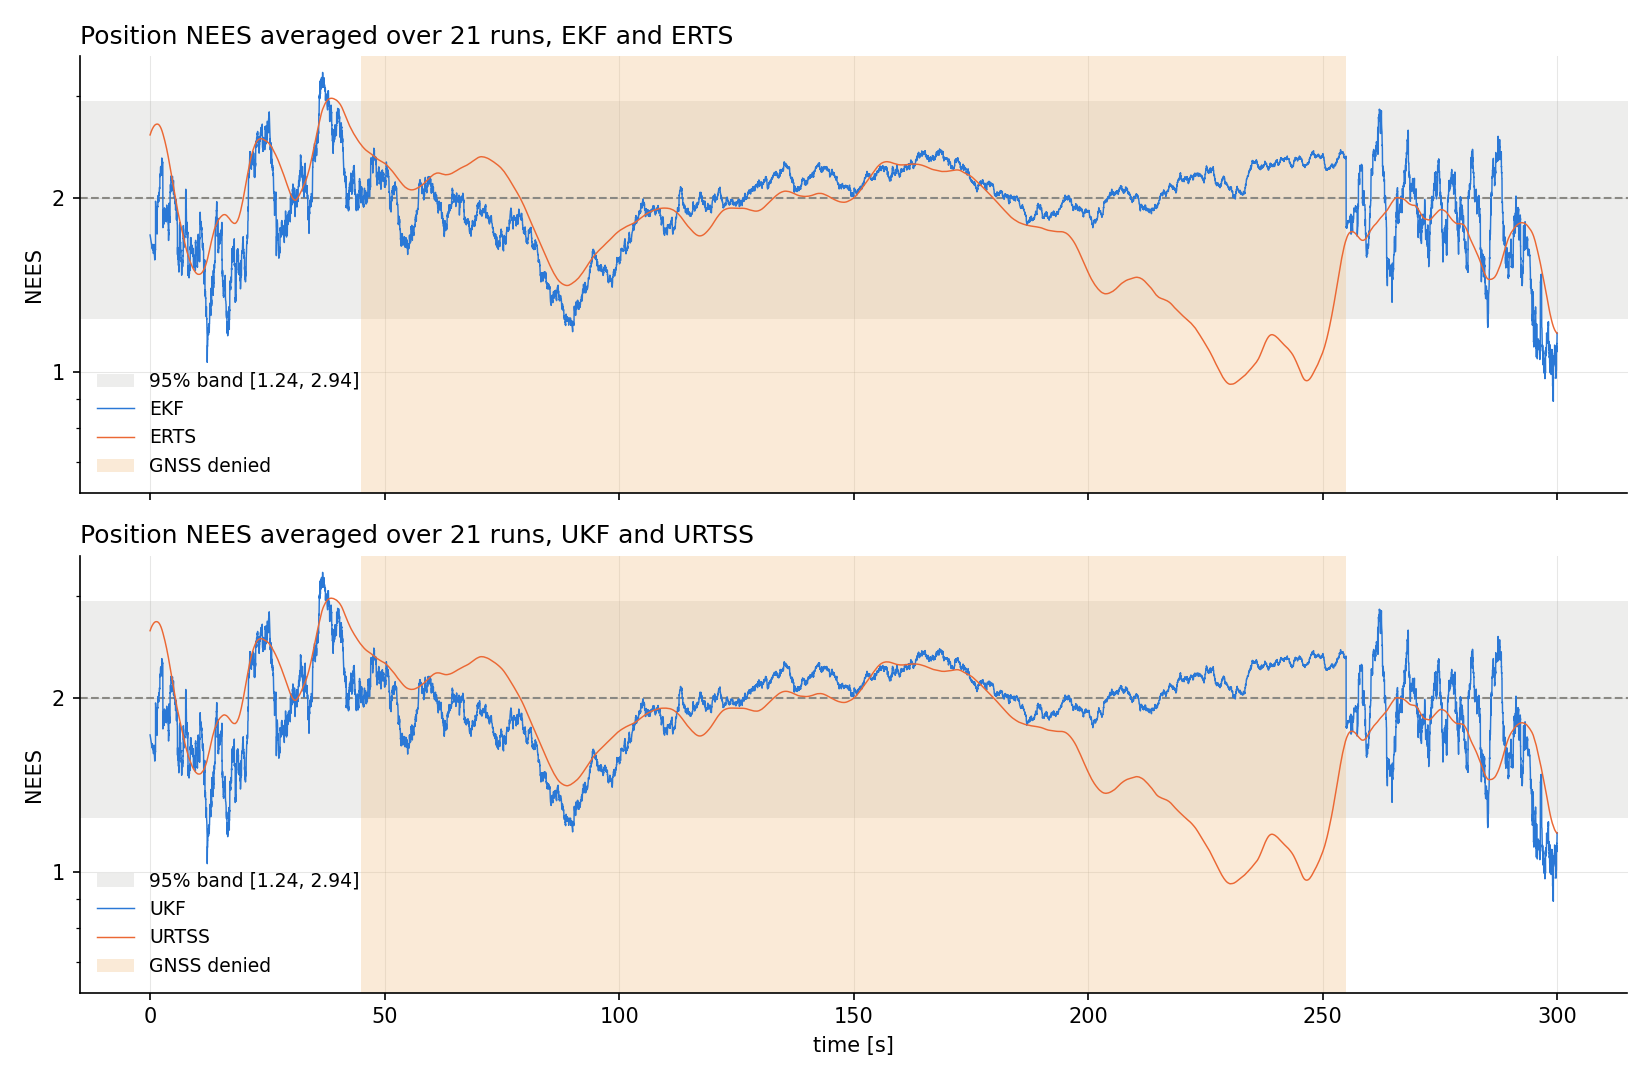 Position NEES averaged over 21 runs, EKF and ERTS
NEES
2
1
95% band [1.24, 2.94]
EKF
ERTS
GNSS denied
Position NEES averaged over 21 runs, UKF and URTSS
NEES
2
1
95% band [1.24, 2.94]
UKF
URTSS
GNSS denied
0 50 100 150 200 250 300
time [s]